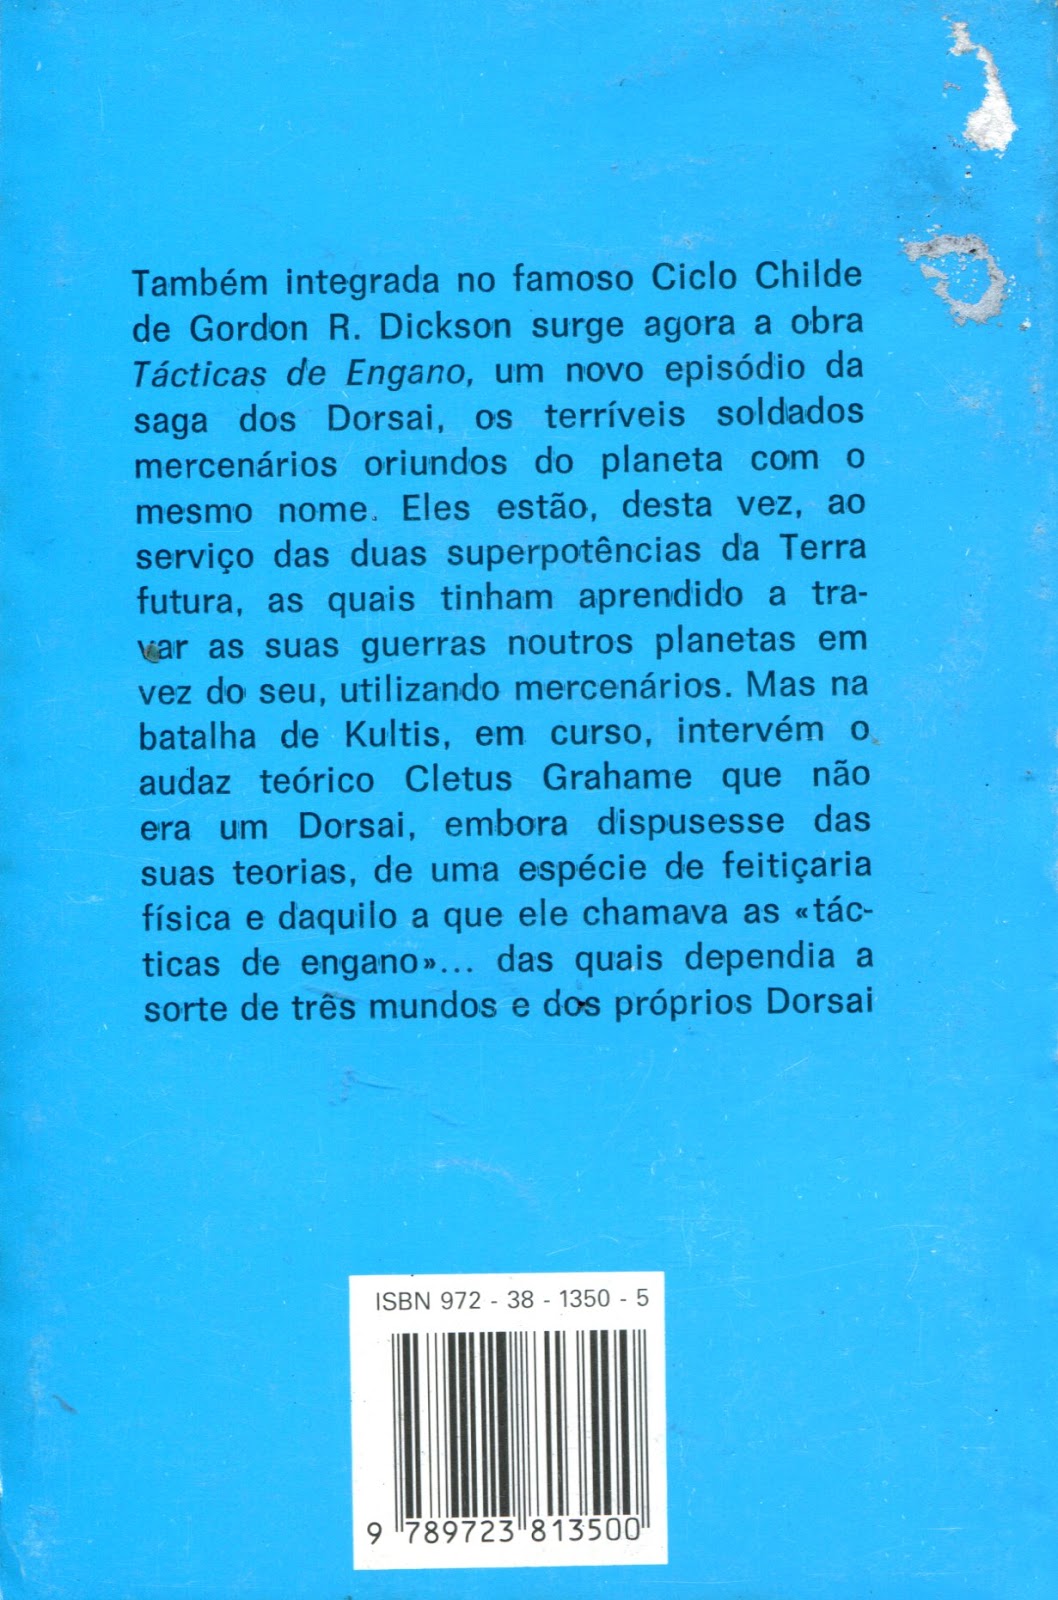 Também integrada no famoso Ciclo Childe
de Gordon R. Dickson surge agora a obra
Tácticas de Engano, um novo episódio da
saga dos Dorsai, os terríveis soldados
mercenários oriundos do planeta com o
mesmo nome. Eles estão, desta vez, ao
serviço das duas superpotências da Terra
futura, as quais tinham aprendido a tra-
var as suas guerras noutros planetas em
vez do seu, utilizando mercenários. Mas na
batalha de Kultis, em curso, intervém o
audaz teórico Cletus Grahame que não
era um Dorsai, embora dispusesse das
suas teorias, de uma espécie de feitiçaria
física e daquilo a que ele chamava as «tác-
ticas de engano»... das quais dependia a
sorte de três mundos e dos próprios Dorsai
ISBN 972 - 38 - 1350 - 5
9 789723 813500